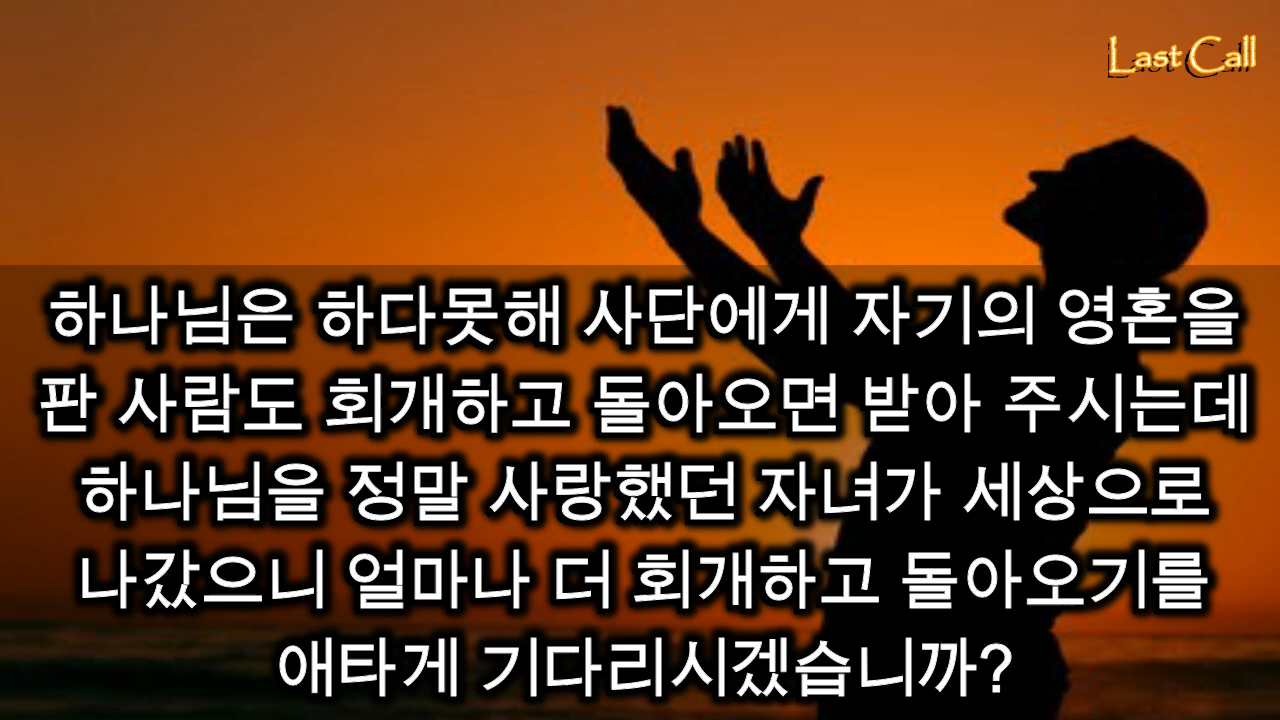 Last Call
하나님은 하다못해 사단에게 자기의 영혼을
판 사람도 회개하고 돌아오면 받아 주시는데
하나님을 정말 사랑했던 자녀가 세상으로
나갔으니 얼마나 더 회개하고 돌아오기를
애타게 기다리시겠습니까?